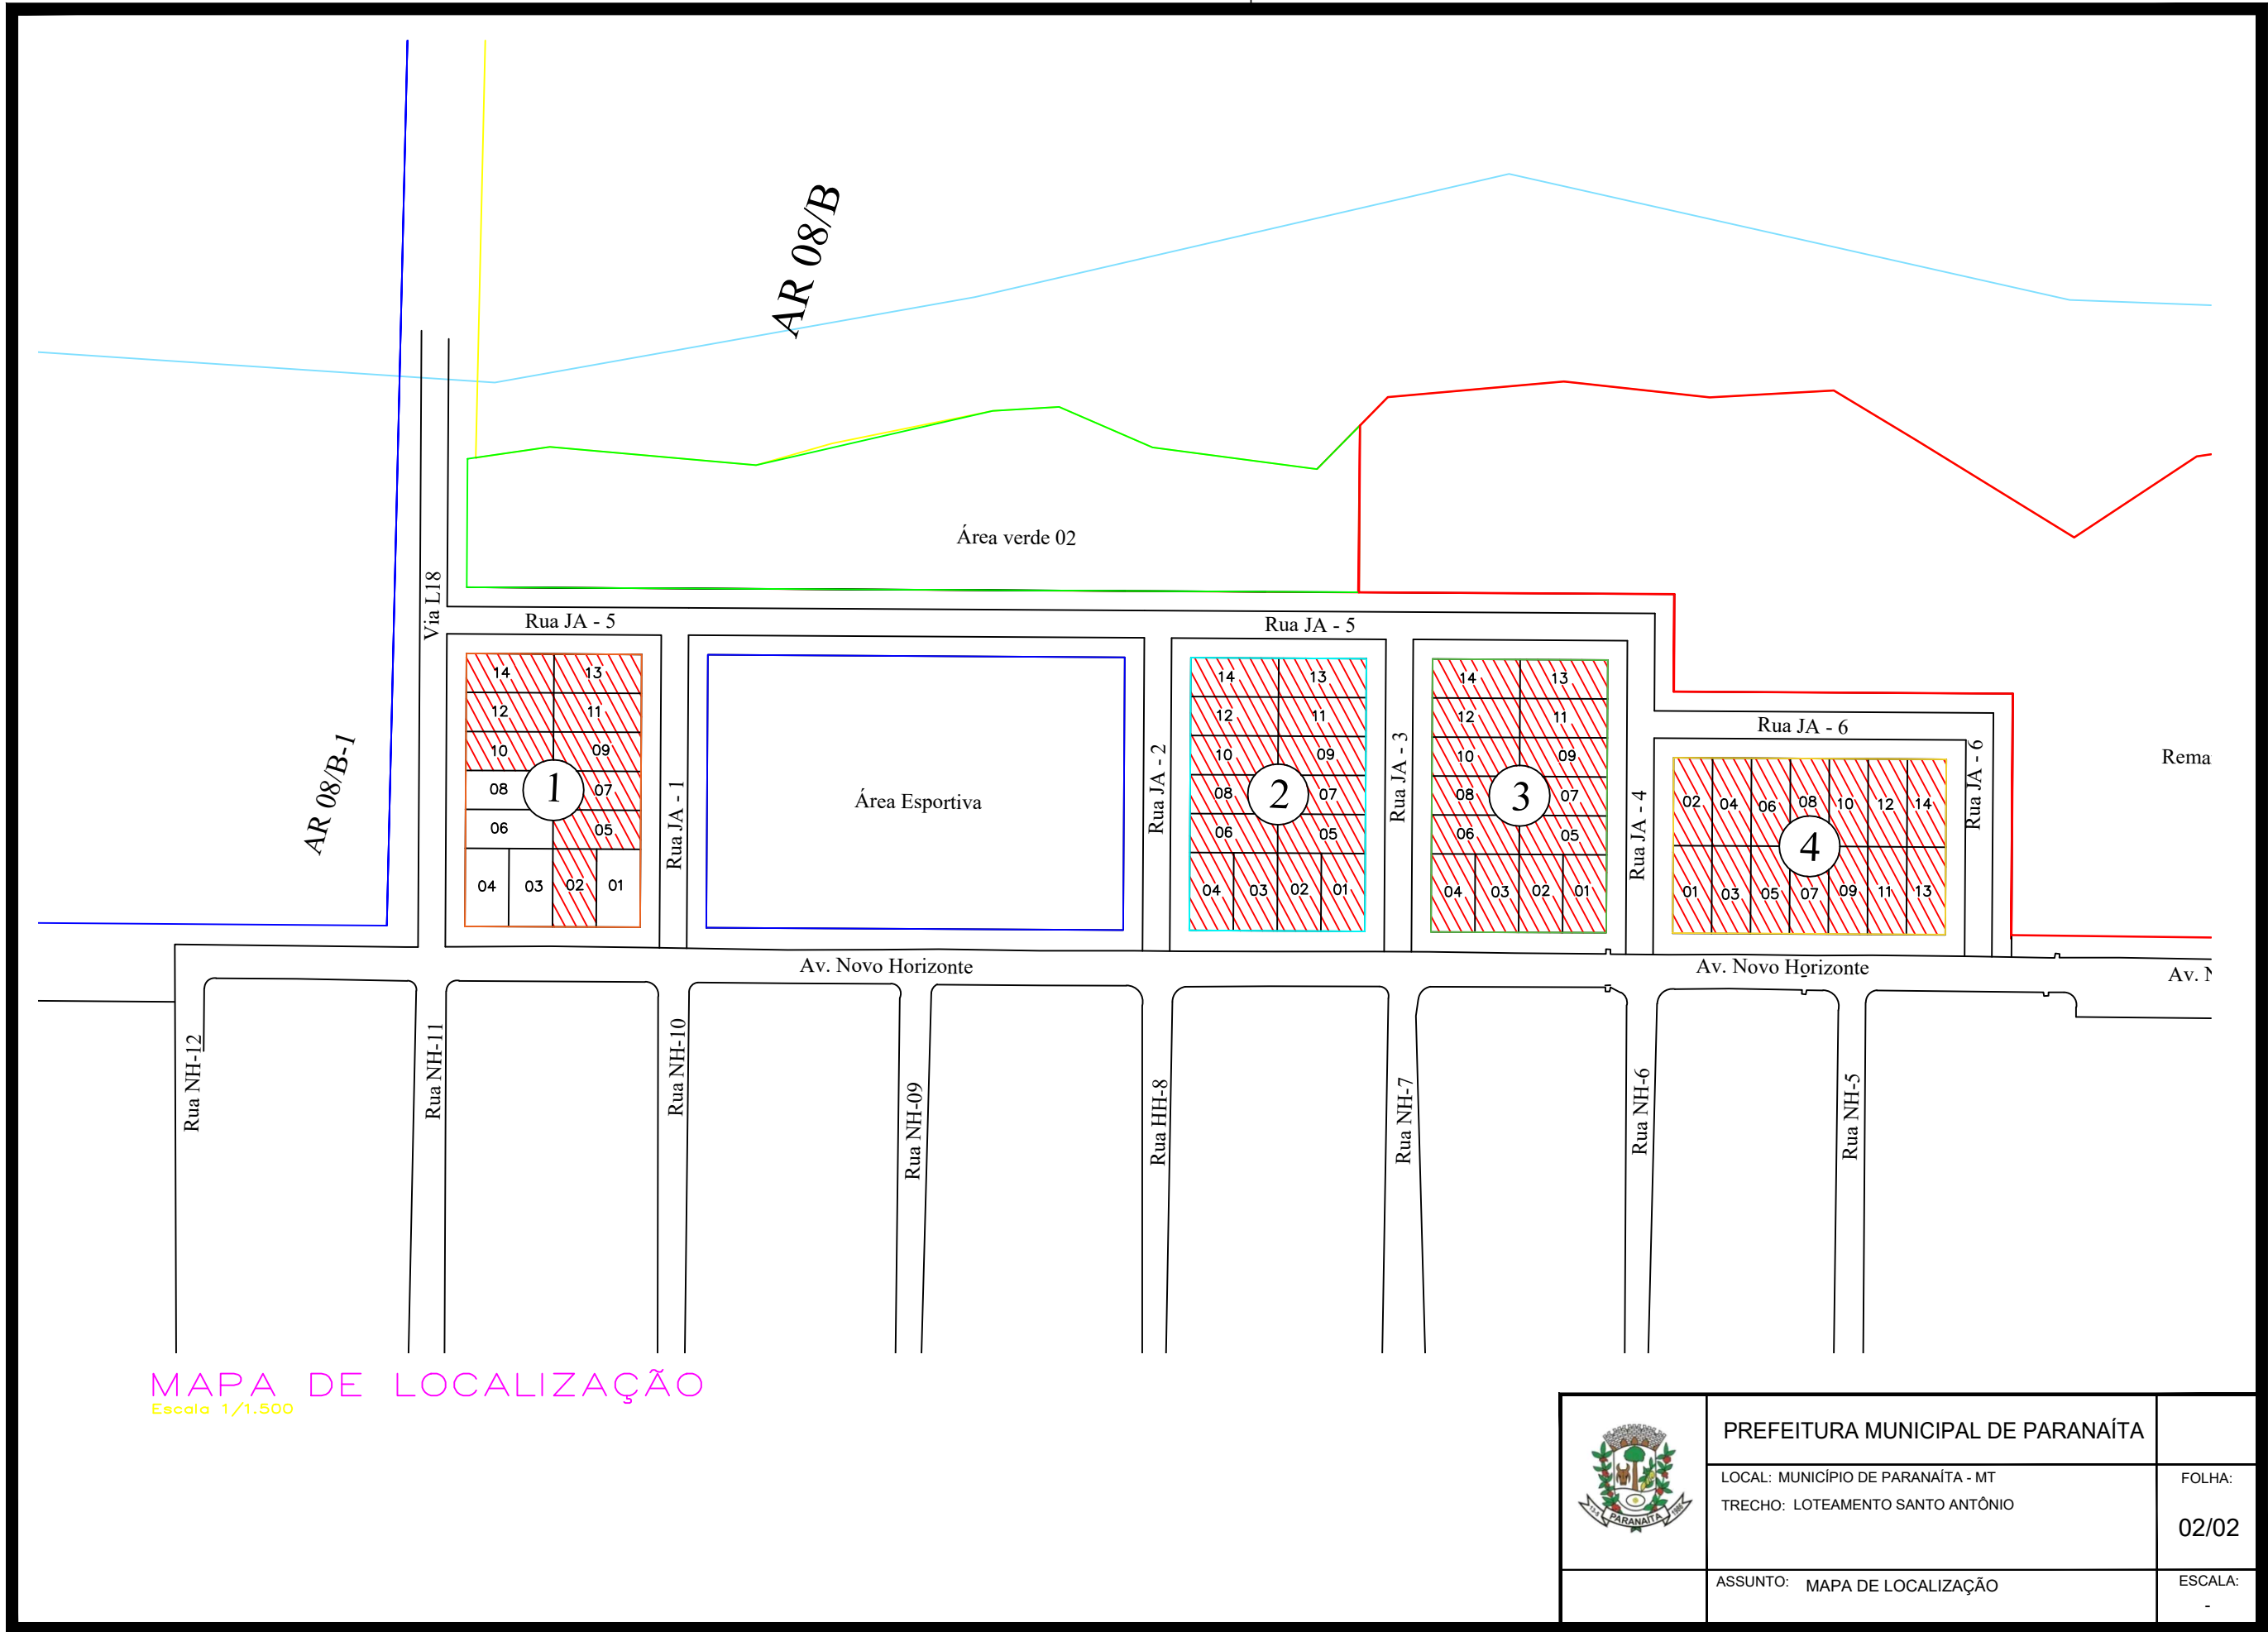 AR 08/B
Área verde 02
Via L18
Rua JA - 5
Rua JA - 5
14 13
12 11
10 09
08 07
06 05
04 03 02 01
1
Rua JA - 1
Área Esportiva
Rua JA - 2
14 13
12 11
10 09
08 07
06 05
04 03 02 01
2
Rua JA - 3
14 13
12 11
10 09
08 07
06 05
04 03 02 01
3
Rua JA - 4
Rua JA - 6
02 04 06 08 10 12 14
4
01 03 05 07 09 11 13
Rua JA - 6
Rema
AR 08/B-1
Av. Novo Horizonte
Av. Novo Horizonte
Av. N
Rua NH-12
Rua NH-11
Rua NH-10
Rua NH-09
Rua HH-8
Rua NH-7
Rua NH-6
Rua NH-5
MAPA DE LOCALIZAÇÃO
Escala 1/1.500
PARANAÍTA
PREFEITURA MUNICIPAL DE PARANAÍTA
LOCAL: MUNICÍPIO DE PARANAÍTA - MT
TRECHO: LOTEAMENTO SANTO ANTÔNIO
FOLHA:
02/02
ASSUNTO: MAPA DE LOCALIZAÇÃO
ESCALA:
-